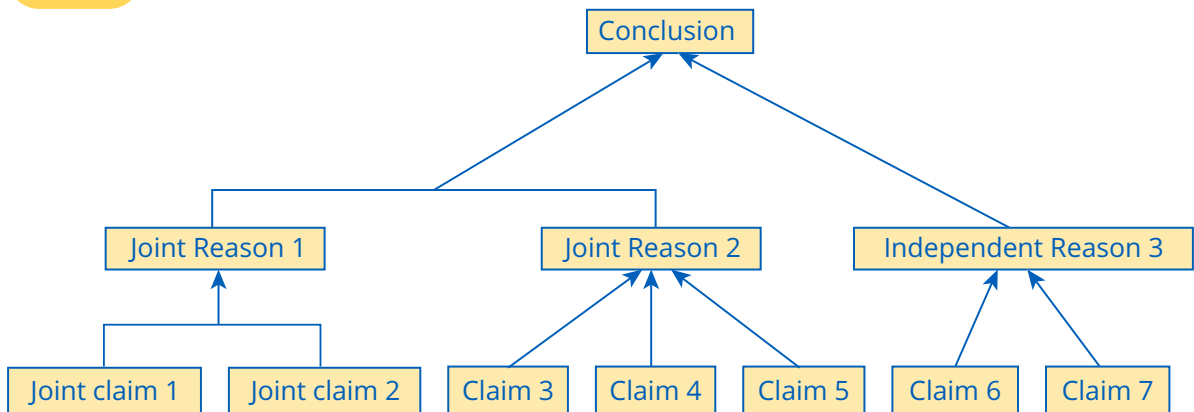 Conclusion
Joint Reason 1
Joint Reason 2
Independent Reason 3
Joint claim 1
Joint claim 2
Claim 3
Claim 4
Claim 5
Claim 6
Claim 7